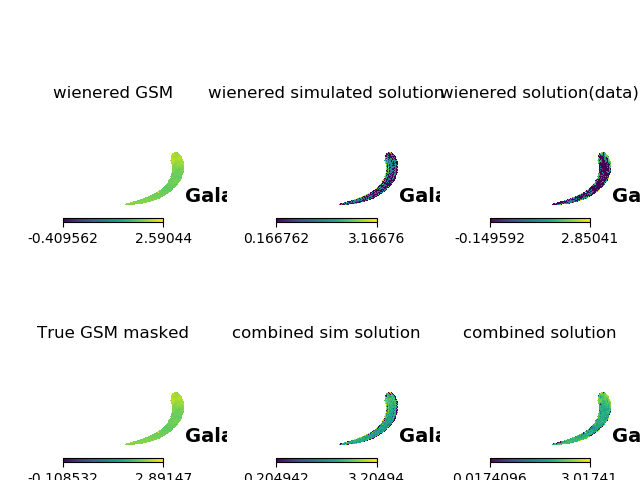 wienered GSM
wienered simulated solution
wienered solution(data)
Gala
Gala
Ga
-0.409562 2.59044
0.166762 3.16676
-0.149592 2.85041
True GSM masked
combined sim solution
combined solution
Gala
Gala
Ga
-0.108532 2.89147
0.204942 3.20494
0.0174096 3.01741